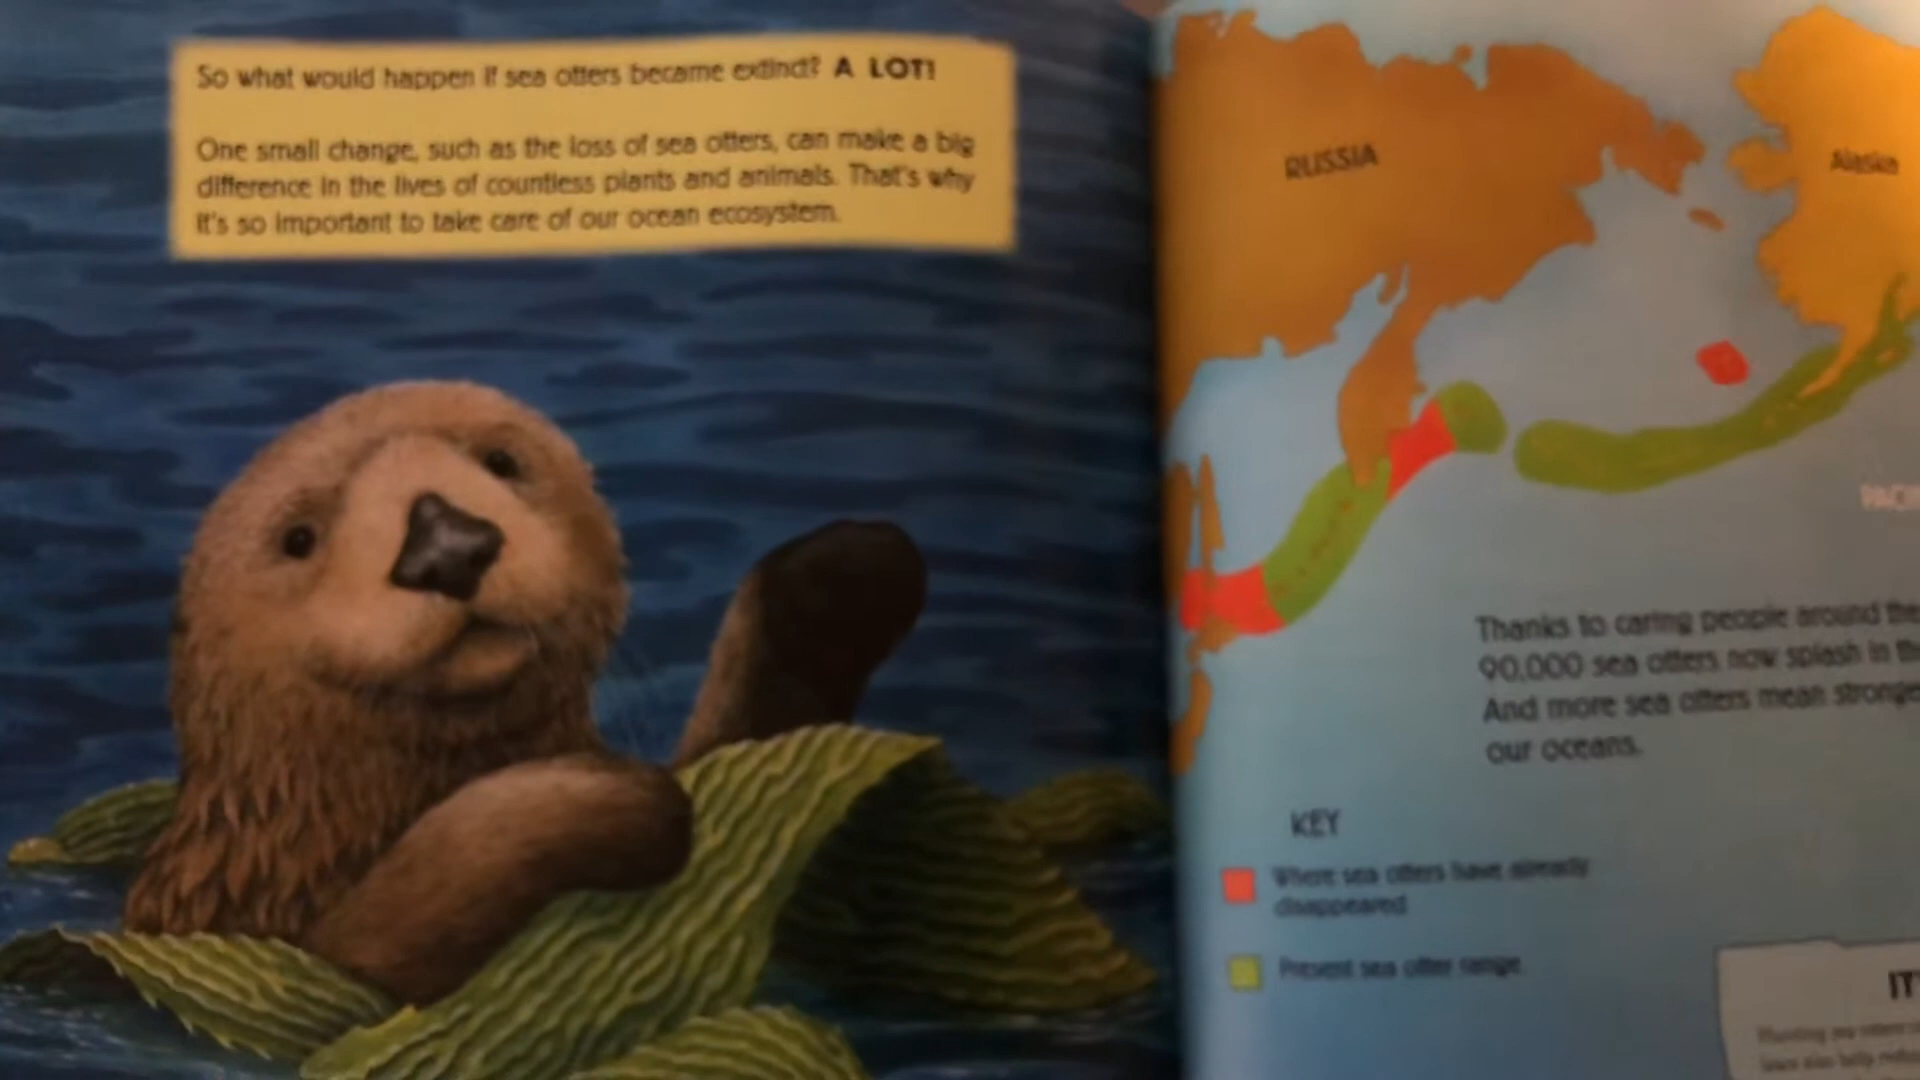 So what would happen if sea otters became extinct? A LOT!
One small change, such as the loss of sea otters, can make a big
difference in the lives of countless plants and animals. That's why
it's so important to take care of our ocean ecosystem.
RUSSIA
Alaska
Thanks to caring people around the
90,000 sea otters now splash in
And more sea otters mean
our oceans.
KEY
Where sea otters have already
disappeared
Present sea otter range